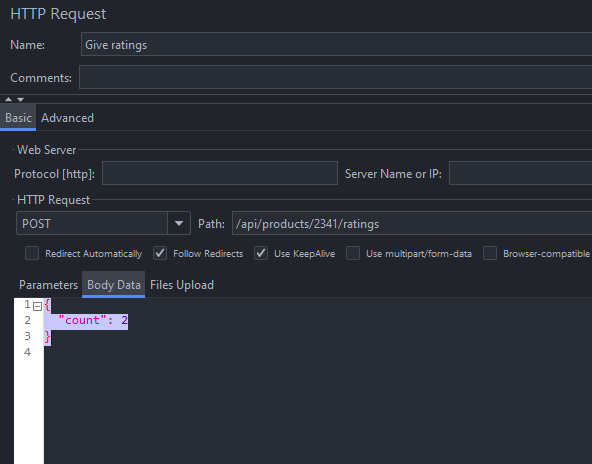 HTTP Request
Name: Give ratings
Comments:
Basic Advanced
Web Server
Protocol [http]: Server Name or IP:
HTTP Request
POST Path: /api/products/2341/ratings
Redirect Automatically Follow Redirects Use KeepAlive Use multipart/form-data Browser-compatible
Parameters Body Data Files Upload
1 {
2 "count": 2
3 }
4